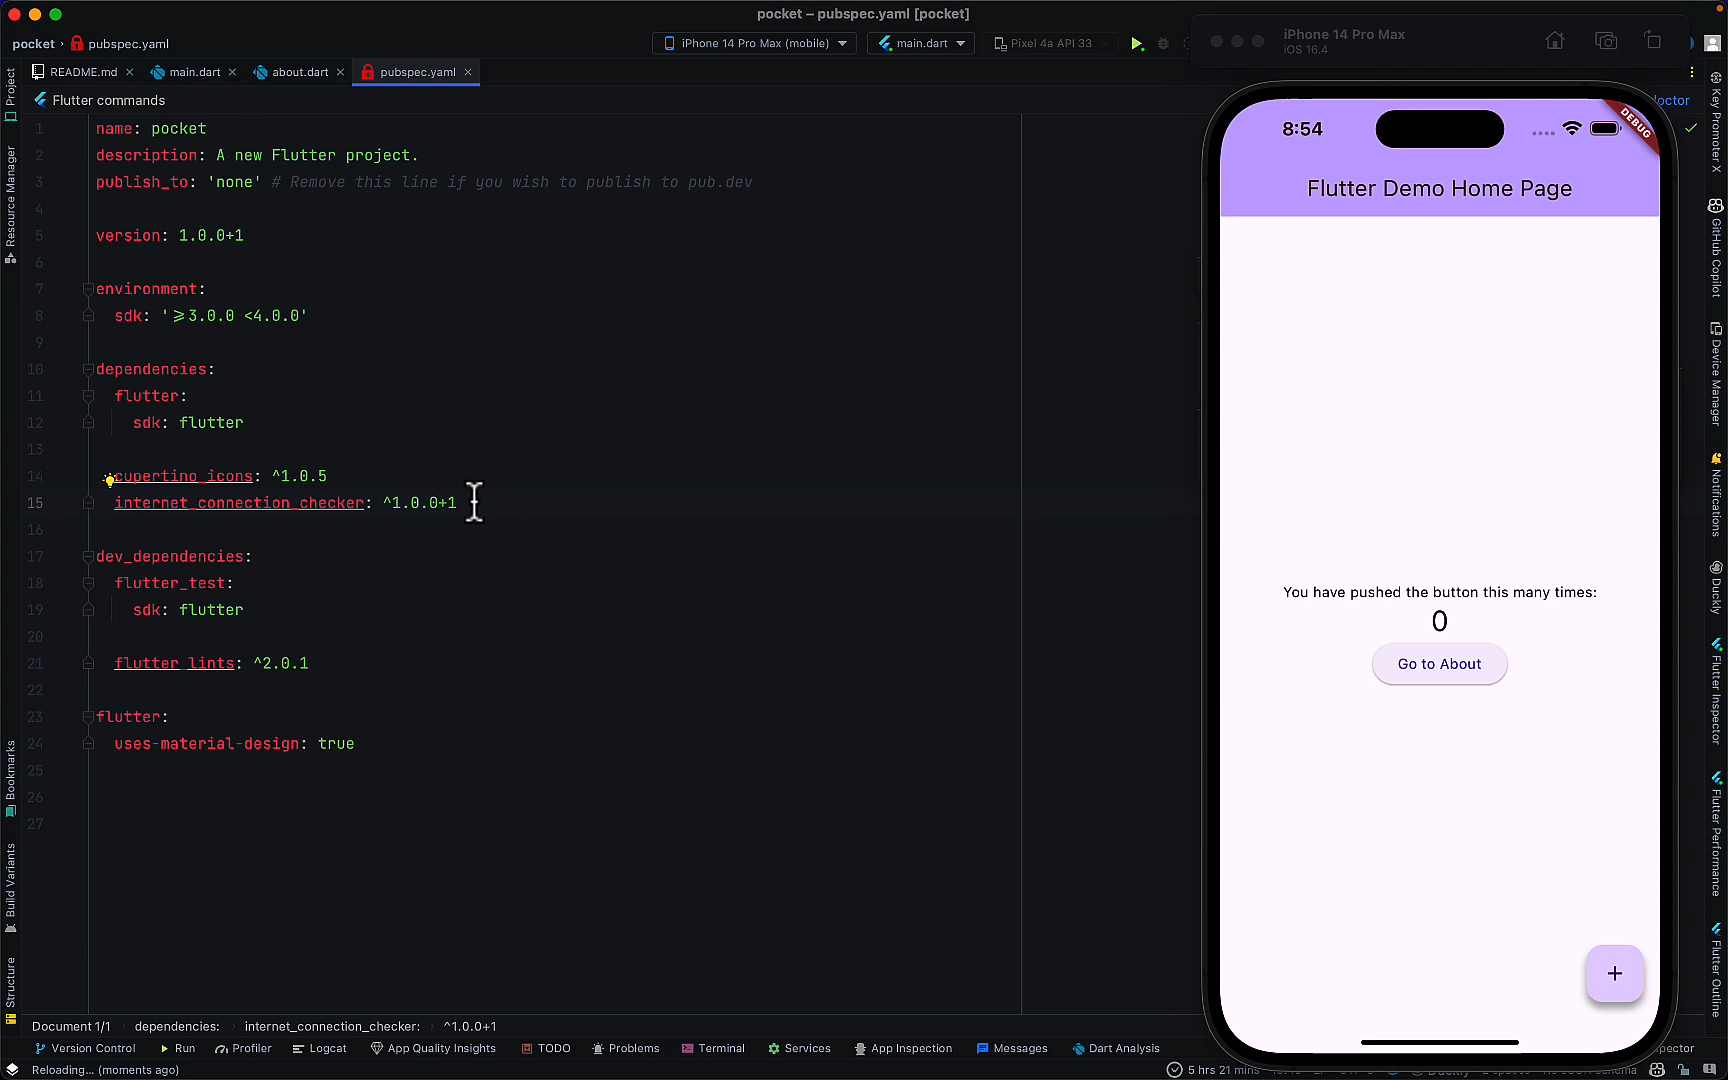 pocket – pubspec.yaml [pocket]
pocket › pubspec.yaml
iPhone 14 Pro Max (mobile)
main.dart
Pixel 4a API 33
iPhone 14 Pro Max
iOS 16.4
README.md
main.dart
about.dart
pubspec.yaml
Flutter commands
1 name: pocket
2 description: A new Flutter project.
3 publish_to: 'none' # Remove this line if you wish to publish to pub.dev
4
5 version: 1.0.0+1
6
7 environment:
8 sdk: '>=3.0.0 <4.0.0'
9
10 dependencies:
11 flutter:
12 sdk: flutter
13
14 cupertino_icons: ^1.0.5
15 internet_connection_checker: ^1.0.0+1
16
17 dev_dependencies:
18 flutter_test:
19 sdk: flutter
20
21 flutter_lints: ^2.0.1
22
23 flutter:
24 uses-material-design: true
25
26
27
Project
Resource Manager
Bookmarks
Build Variants
Structure
8:54
DEBUG
Flutter Demo Home Page
You have pushed the button this many times:
0
Go to About
+
Key Promoter X
GitHub Copilot
Device Manager
Notifications
Duckly
Flutter Inspector
Flutter Performance
Flutter Outline
Document 1/1 › dependencies: › internet_connection_checker: › ^1.0.0+1
Version Control
Run
Profiler
Logcat
App Quality Insights
TODO
Problems
Terminal
Services
App Inspection
Messages
Dart Analysis
Reloading... (moments ago)
5 hrs 21 mins